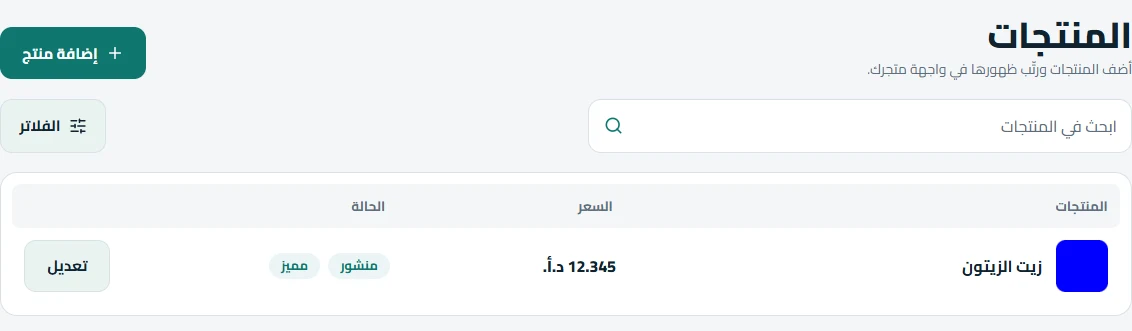 المنتجات
أضف المنتجات ورتّب ظهورها في واجهة متجرك.
إضافة منتج
ابحث في المنتجات
الفلاتر
المنتجات السعر الحالة
زيت الزيتون 12.345 د.أ. منشور مميز تعديل